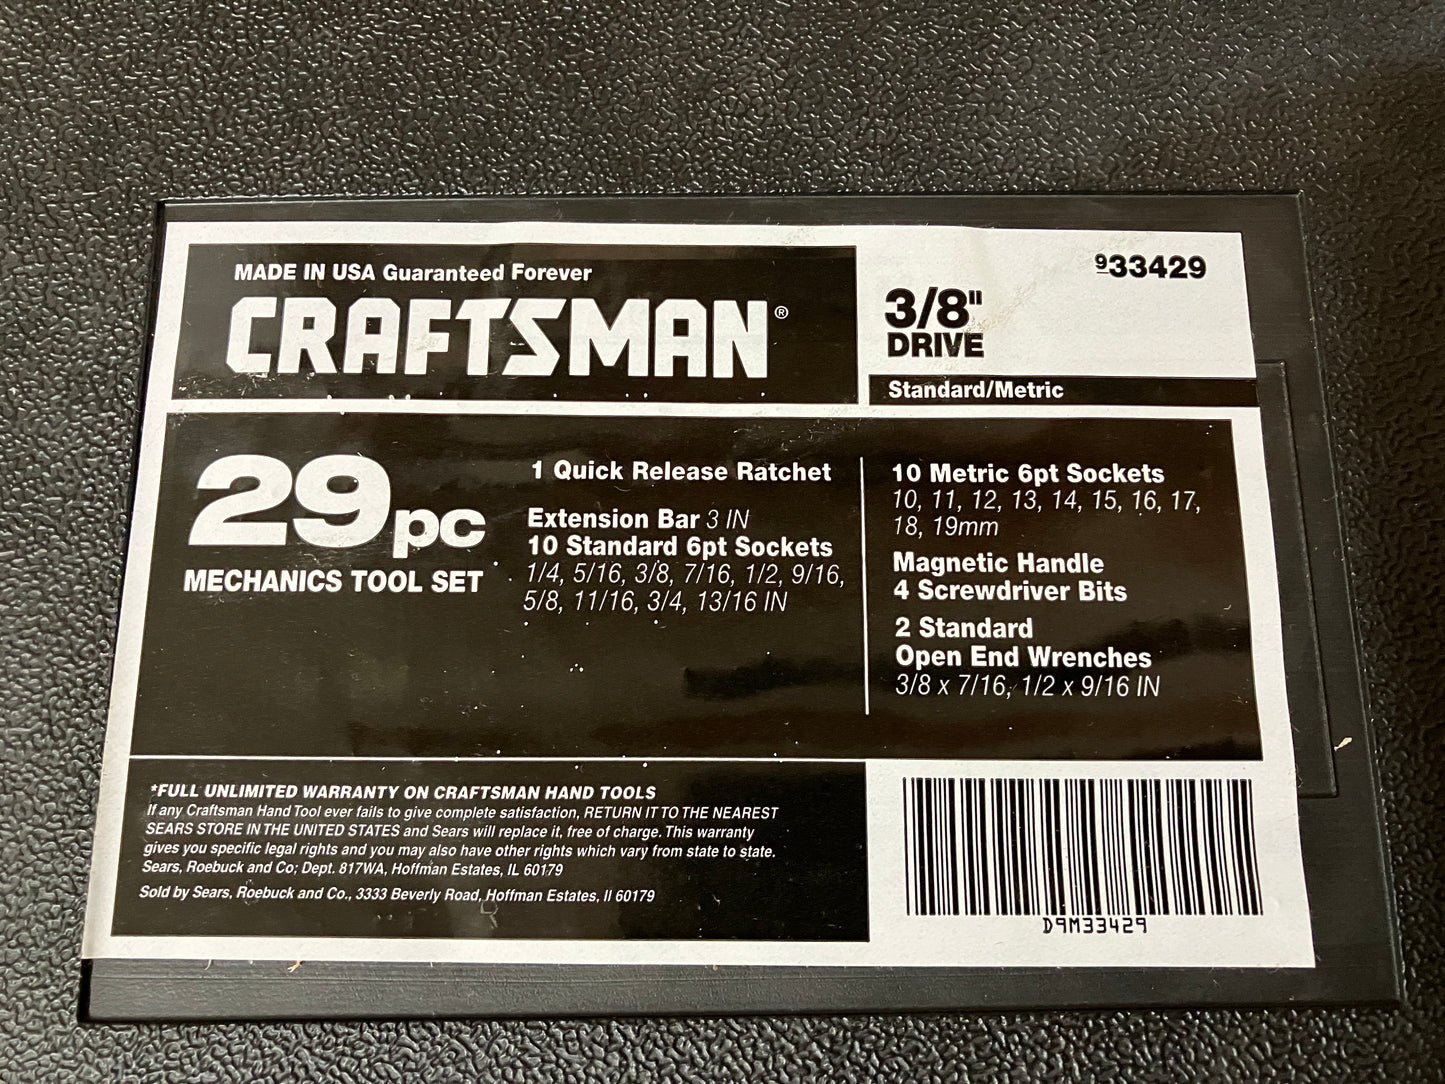 MADE IN USA Guaranteed Forever
CRAFTSMAN®
933429
3/8"
DRIVE
Standard/Metric
29pc
MECHANICS TOOL SET
1 Quick Release Ratchet
Extension Bar 3 IN
10 Standard 6pt Sockets
1/4, 5/16, 3/8, 7/16, 1/2, 9/16,
5/8, 11/16, 3/4, 13/16 IN
10 Metric 6pt Sockets
10, 11, 12, 13, 14, 15, 16, 17,
18, 19mm
Magnetic Handle
4 Screwdriver Bits
2 Standard
Open End Wrenches
3/8 x 7/16, 1/2 x 9/16 IN
*FULL UNLIMITED WARRANTY ON CRAFTSMAN HAND TOOLS
If any Craftsman Hand Tool ever fails to give complete satisfaction, RETURN IT TO THE NEAREST
SEARS STORE IN THE UNITED STATES and Sears will replace it, free of charge. This warranty
gives you specific legal rights and you may also have other rights which vary from state to state.
Sears, Roebuck and Co; Dept. 817WA, Hoffman Estates, IL 60179
Sold by Sears, Roebuck and Co., 3333 Beverly Road, Hoffman Estates, Il 60179
D9M33429